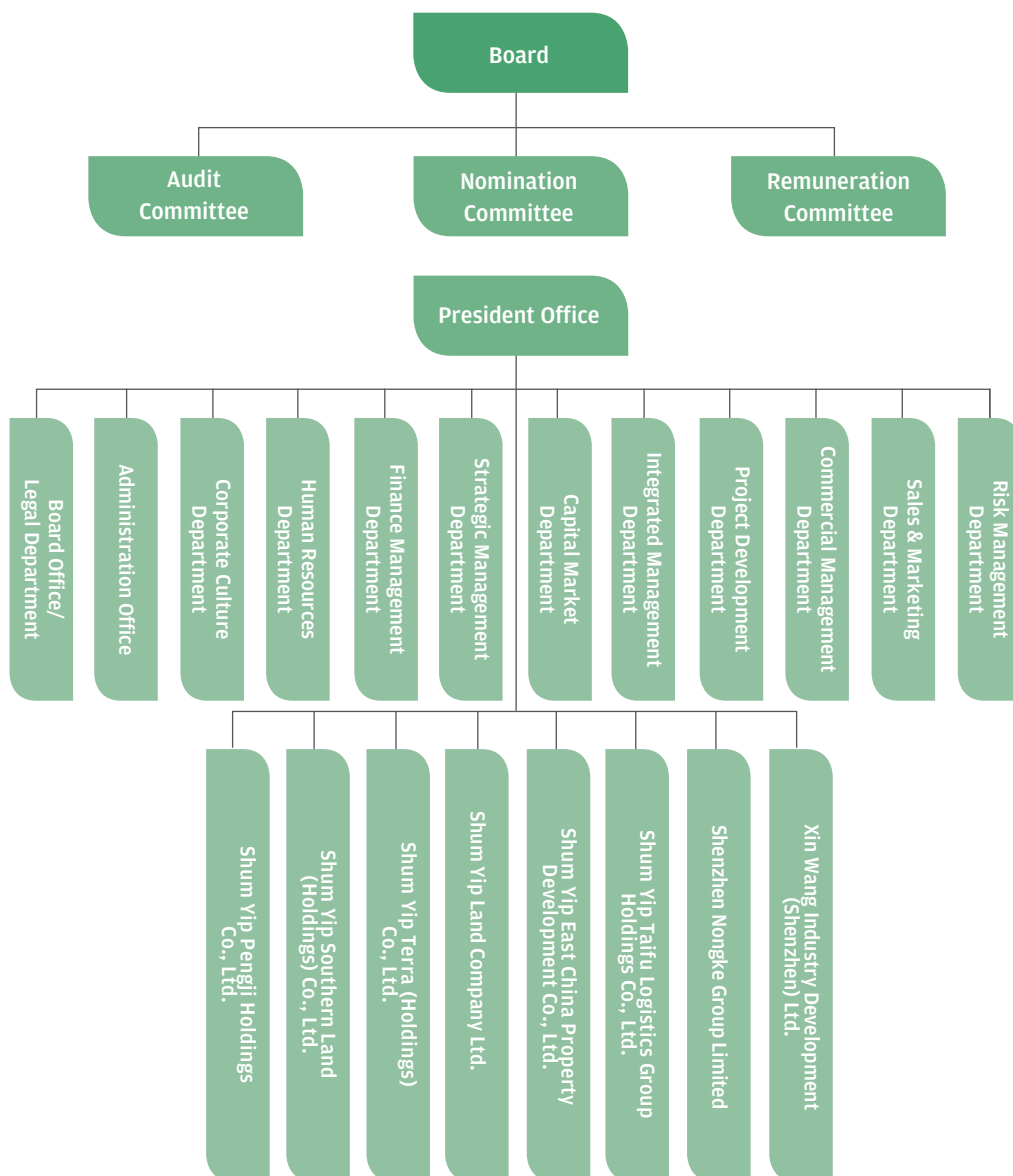 Board
Audit
Committee
Nomination
Committee
Remuneration
Committee
President Office
Board Office/
Legal Department
Administration Office
Corporate Culture
Department
Human Resources
Department
Finance Management
Department
Strategic Management
Department
Capital Market
Department
Integrated Management
Department
Project Development
Department
Commercial Management
Department
Sales & Marketing
Department
Risk Management
Department
Shum Yip Pengji Holdings
Co., Ltd.
Shum Yip Southern Land
(Holdings) Co., Ltd.
Shum Yip Terra (Holdings)
Co., Ltd.
Shum Yip Land Company Ltd.
Shum Yip East China Property
Development Co., Ltd.
Shum Yip Taifu Logistics Group
Holdings Co., Ltd.
Shenzhen Nongke Group Limited
Xin Wang Industry Development
(Shenzhen) Ltd.